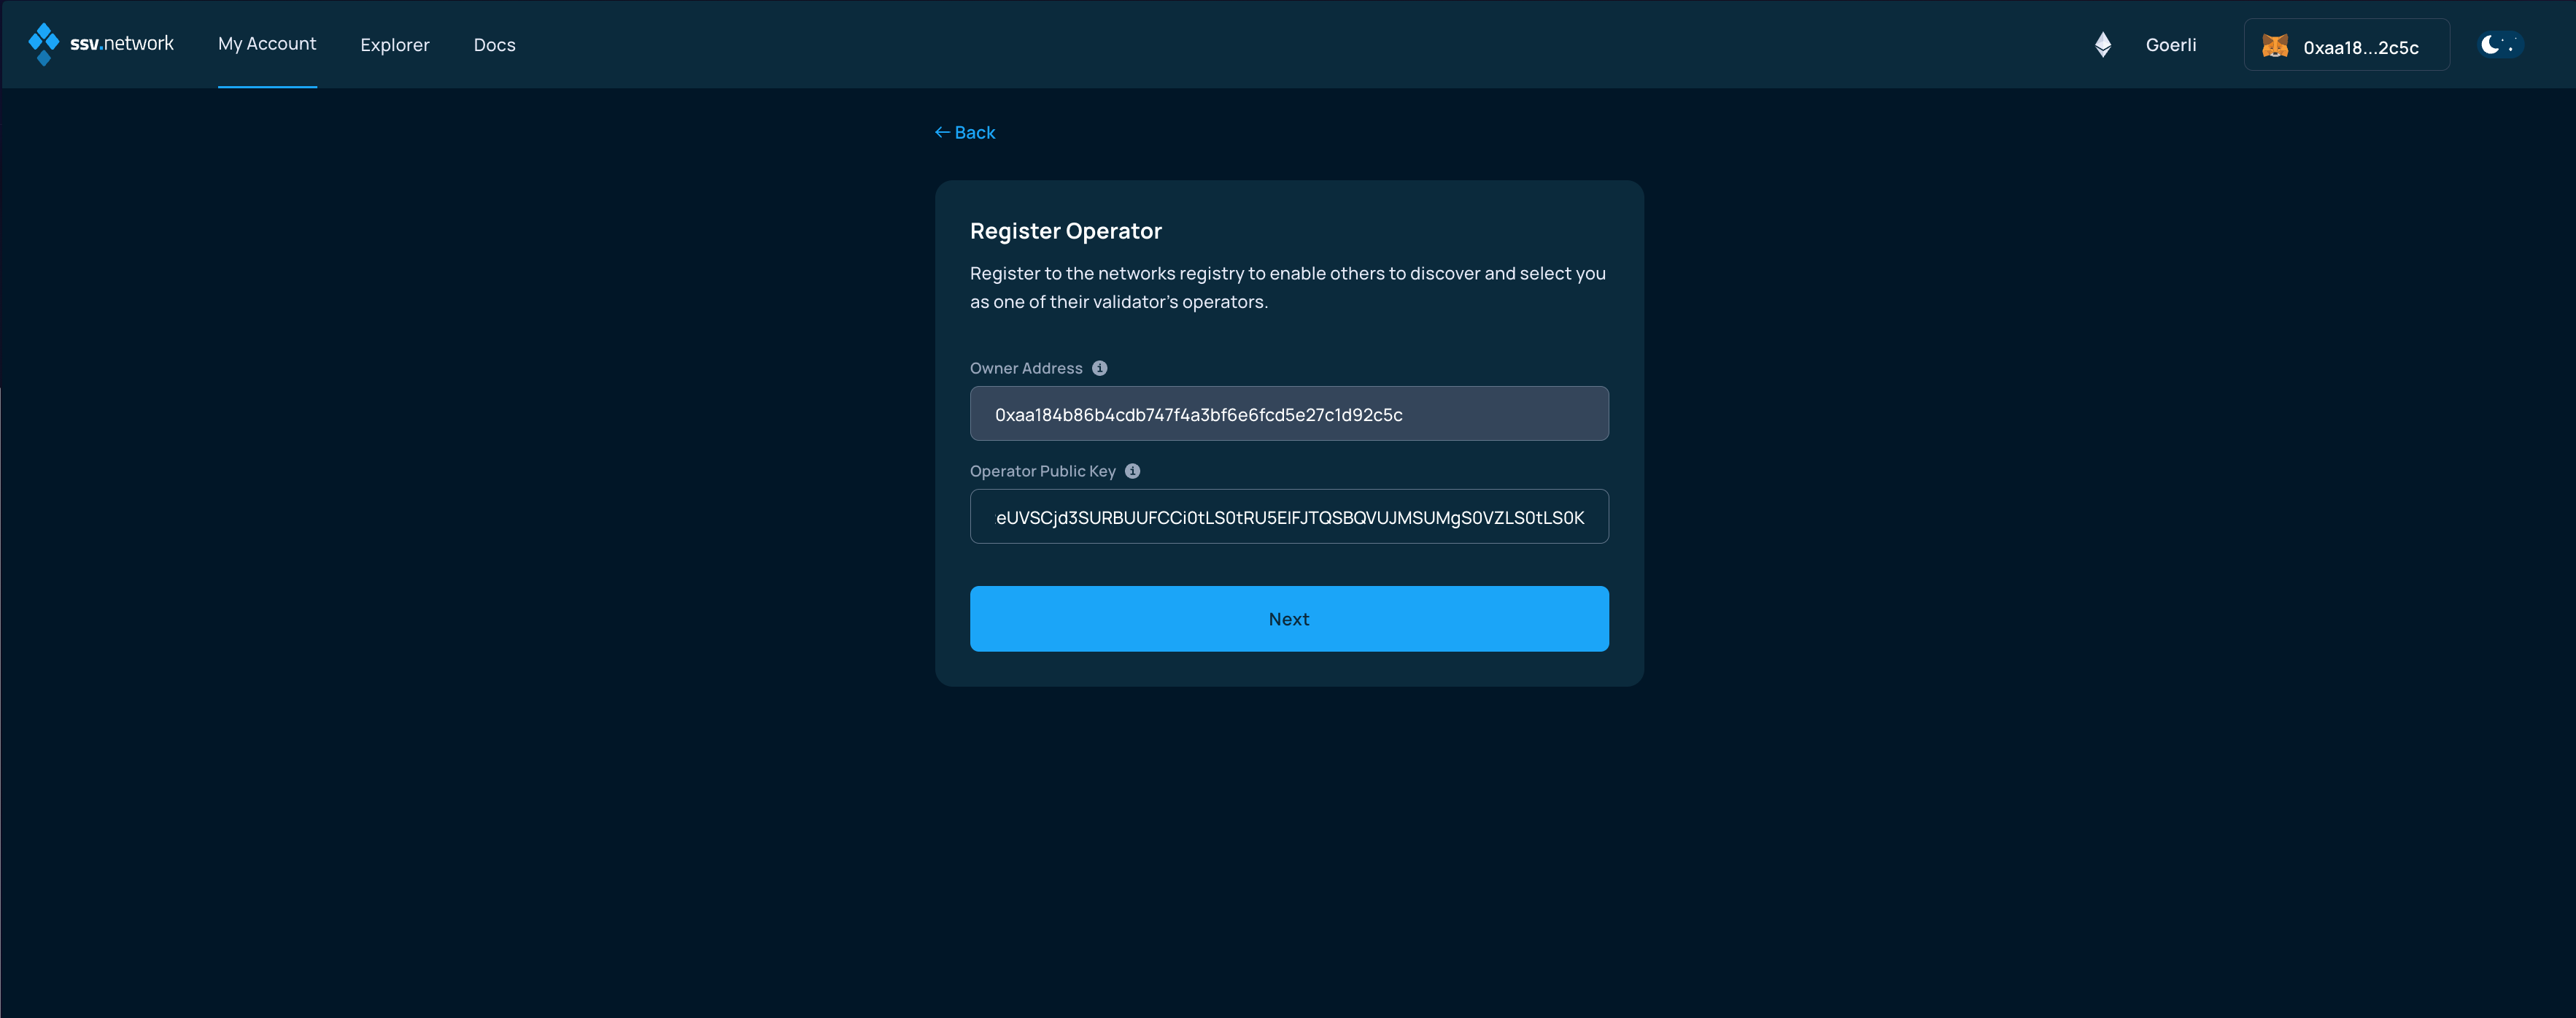 ssv.network My Account Explorer Docs Goerli 0xaa18...2c5c
← Back
Register Operator
Register to the networks registry to enable others to discover and select you
as one of their validator's operators.
Owner Address
0xaa184b86b4cdb747f4a3bf6e6fcd5e27c1d92c5c
Operator Public Key
eUVSCjd3SURBUUFCCi0tLS0tRU5EIFJTQSBQVUJMSUMgS0VZLS0tLS0K
Next